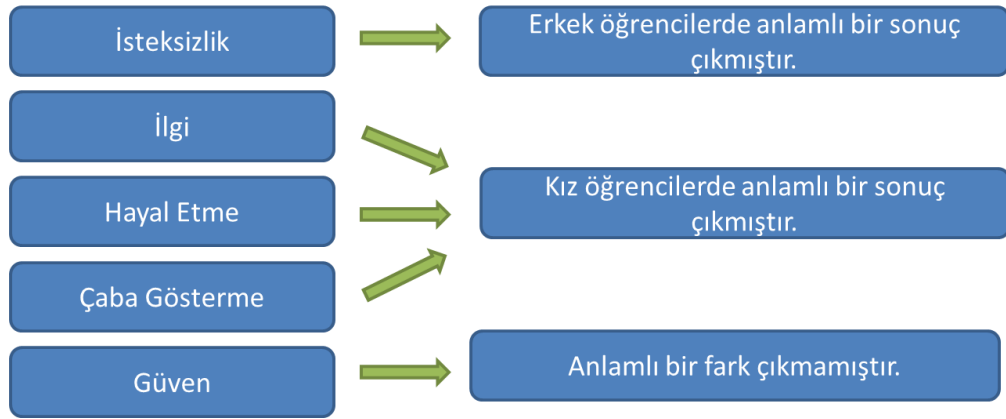 İsteksizlik
Erkek öğrencilerde anlamlı bir sonuç
çıkmıştır.
İlgi
Hayal Etme
Kız öğrencilerde anlamlı bir sonuç
çıkmıştır.
Çaba Gösterme
Güven
Anlamlı bir fark çıkmamıştır.